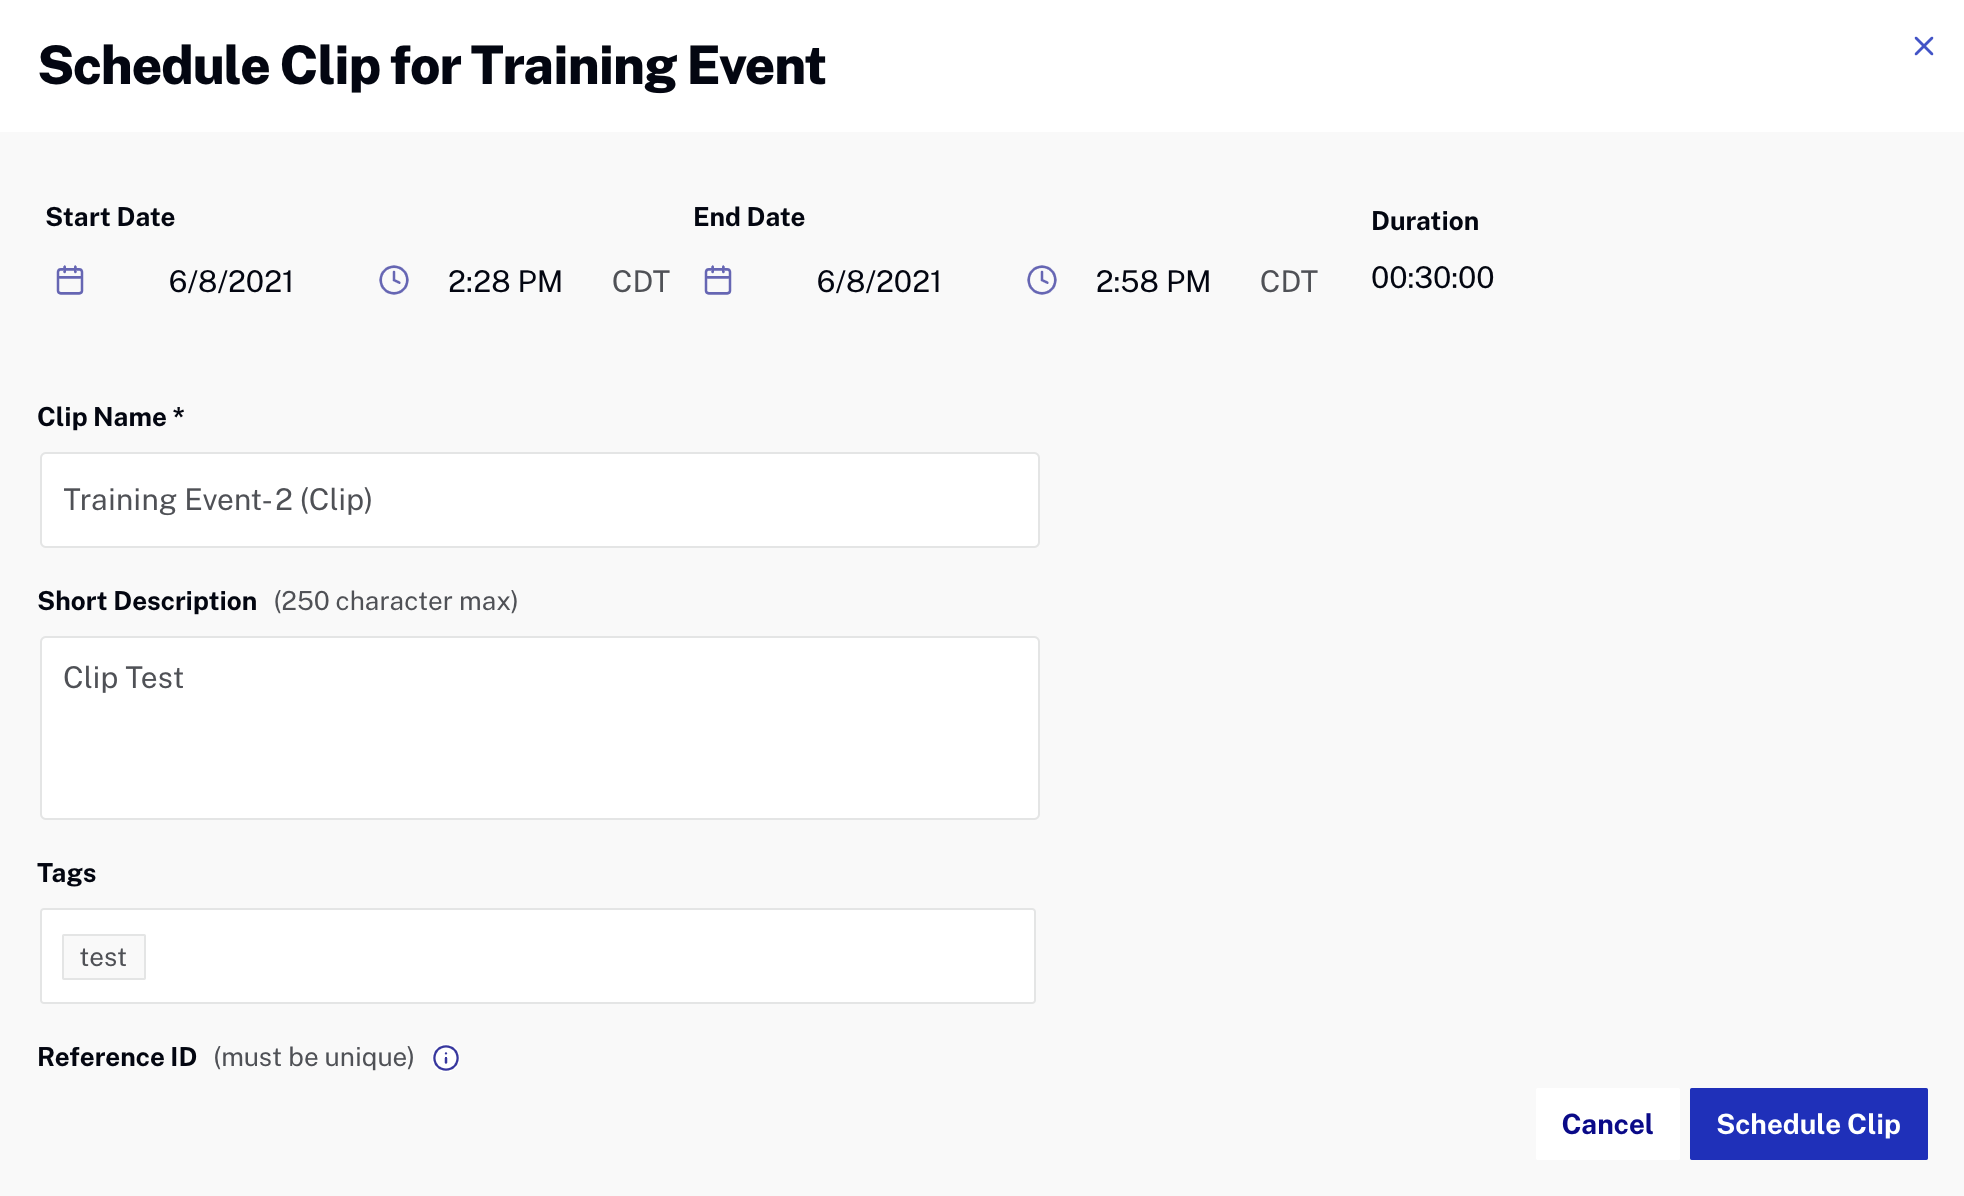 Schedule Clip for Training Event
Start Date End Date Duration
6/8/2021 2:28 PM CDT 6/8/2021 2:58 PM CDT 00:30:00
Clip Name *
Training Event-2 (Clip)
Short Description (250 character max)
Clip Test
Tags
test
Reference ID (must be unique)
Cancel Schedule Clip